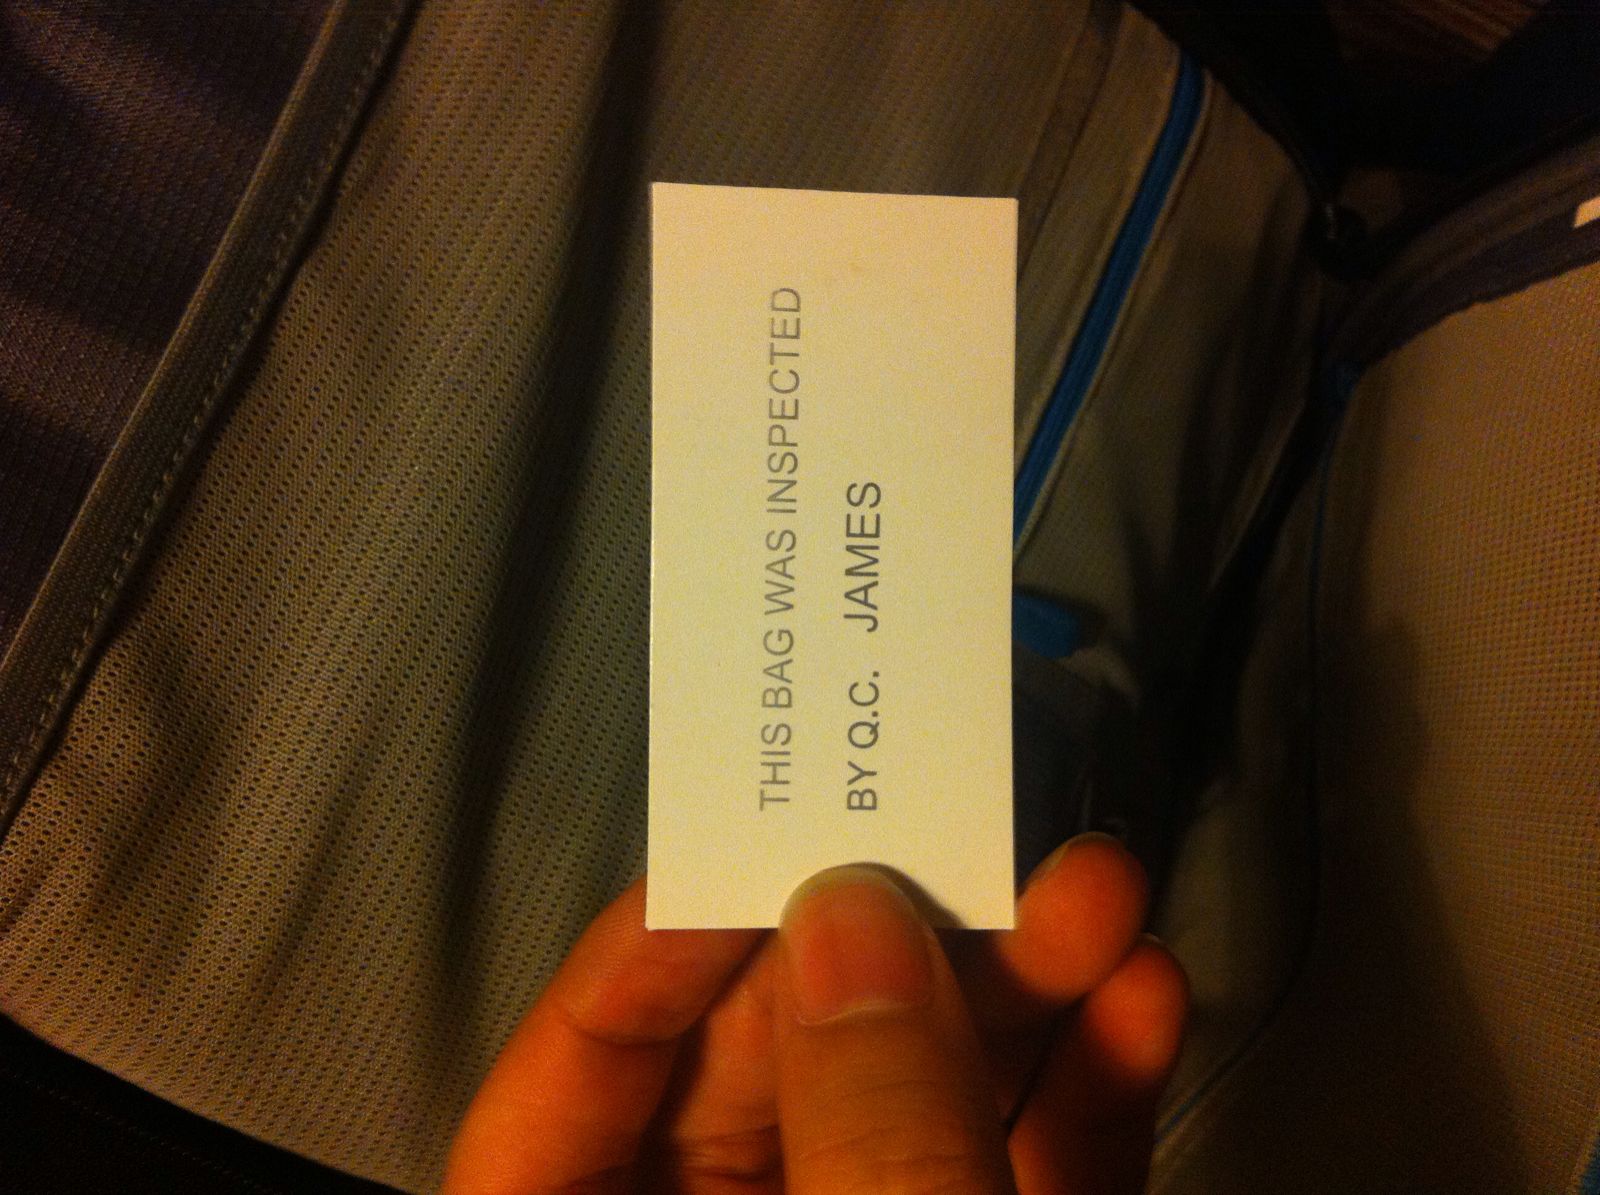 THIS BAG WAS INSPECTED
BY Q.C. JAMES